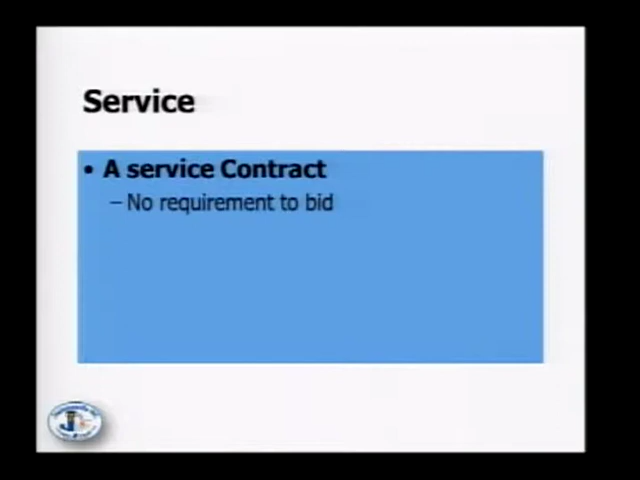 Service
• A service Contract
– No requirement to bid